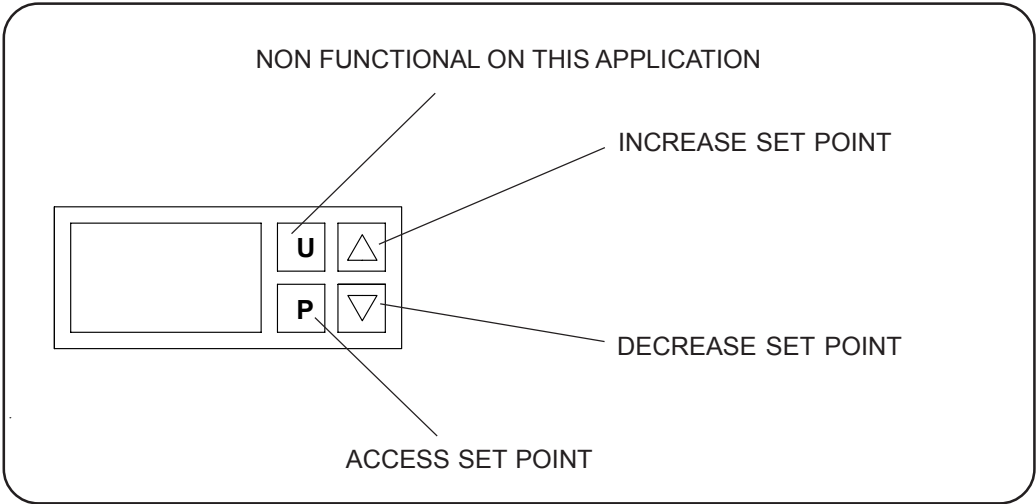 NON FUNCTIONAL ON THIS APPLICATION
INCREASE SET POINT
U
P
DECREASE SET POINT
ACCESS SET POINT